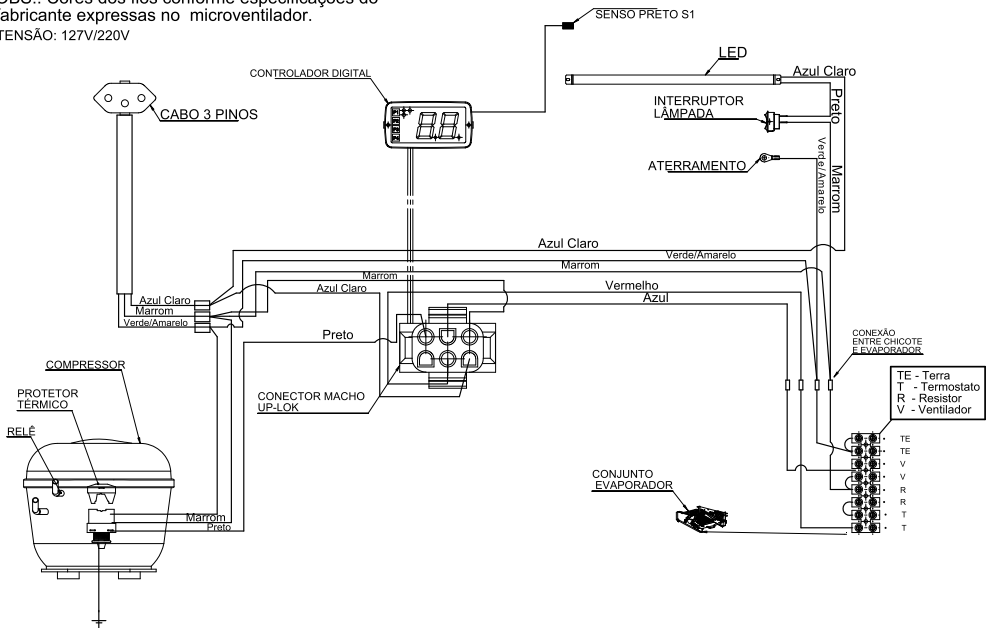 fabricante expressas no microventilador.
TENSÃO: 127V/220V
SENSO PRETO S1
CONTROLADOR DIGITAL
LED
Azul Claro
CABO 3 PINOS
INTERRUPTOR
LÂMPADA
Preto
ATERRAMENTO
Verde/Amarelo
Marrom
Azul Claro
Verde/Amarelo
Marrom
Marrom
Azul Claro
Vermelho
Azul
Azul Claro
Marrom
Verde/Amarelo
Preto
CONECTOR MACHO
UP-LOK
CONEXÃO
ENTRE CHICOTE
E EVAPORADOR
TE - Terra
T - Termostato
R - Resistor
V - Ventilador
COMPRESSOR
PROTETOR
TÉRMICO
RELÊ
Marrom
Preto
CONJUNTO
EVAPORADOR
TE
TE
V
V
R
R
T
T